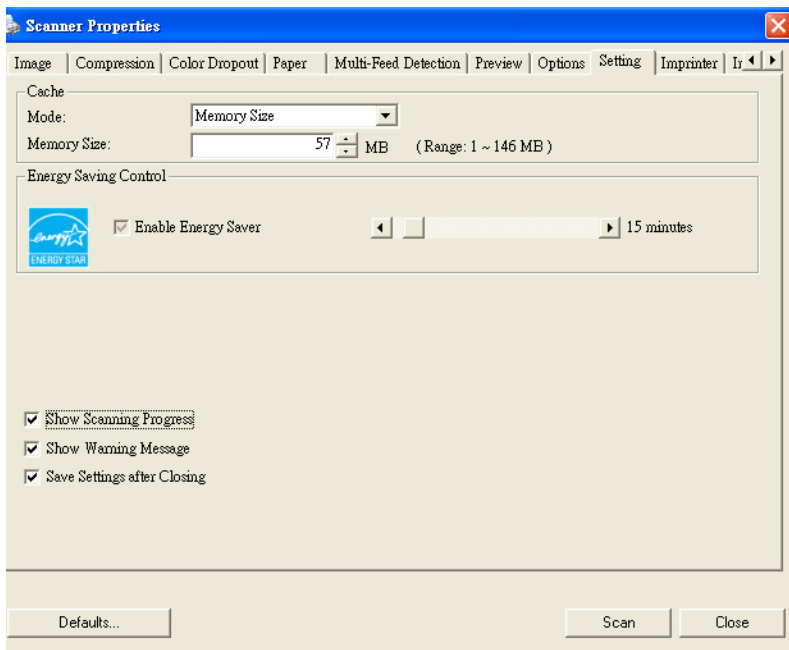 Scanner Properties
Image Compression Color Dropout Paper Multi-Feed Detection Preview Options Setting Imprinter Ir
Cache
Mode: Memory Size
Memory Size: 57 MB (Range: 1 ~ 146 MB )
Energy Saving Control
energy
ENERGY STAR
Enable Energy Saver 15 minutes
Show Scanning Progress
Show Warning Message
Save Settings after Closing
Defaults... Scan Close